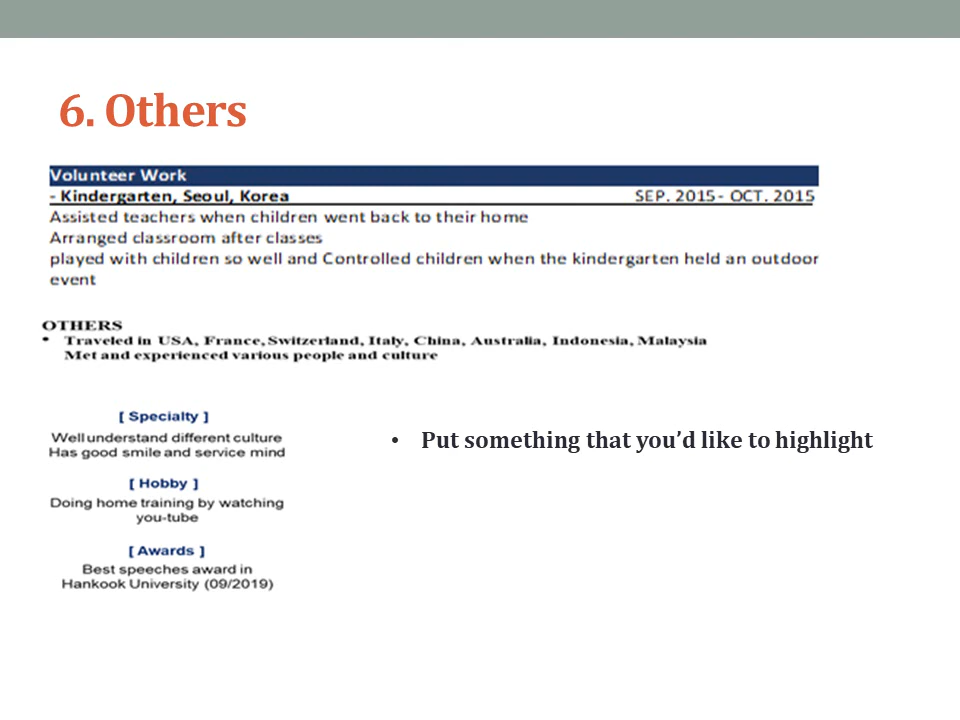 6. Others
Volunteer Work
- Kindergarten, Seoul, Korea SEP. 2015- OCT. 2015
Assisted teachers when children went back to their home
Arranged classroom after classes
played with children so well and Controlled children when the kindergarten held an outdoor
event
OTHERS
• Traveled in USA, France, Switzerland, Italy, China, Australia, Indonesia, Malaysia
Met and experienced various people and culture
[ Specialty ]
Well understand different culture
Has good smile and service mind
[ Hobby ]
Doing home training by watching
you-tube
[ Awards ]
Best speeches award in
Hankook University (09/2019)
• Put something that you’d like to highlight